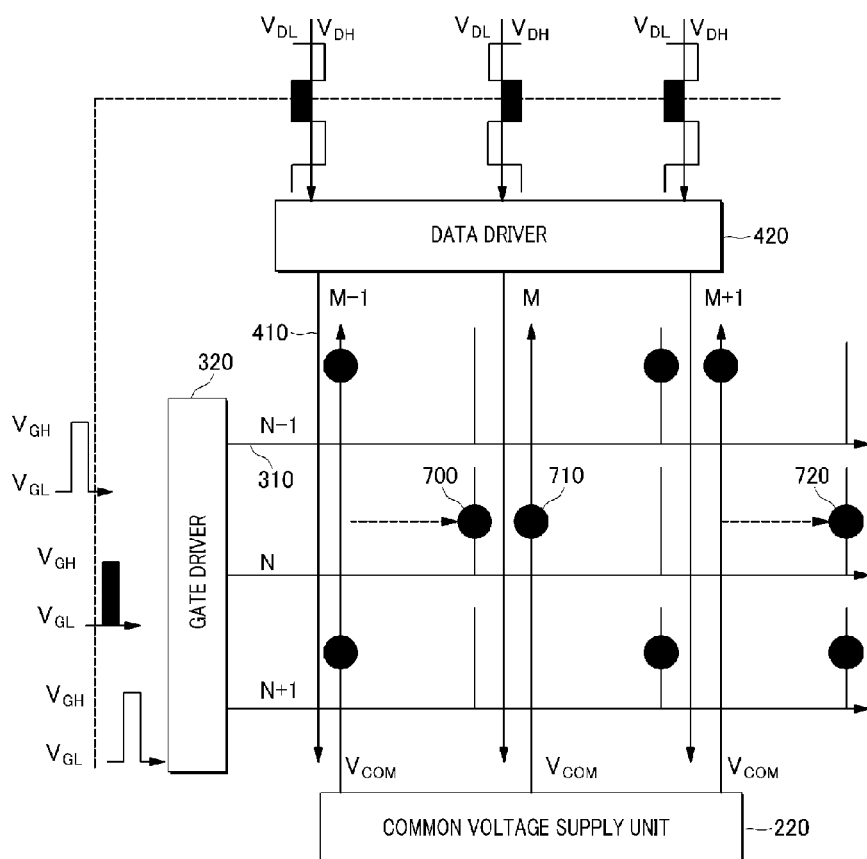 V_DL V_DH V_DL V_DH V_DL V_DH
DATA DRIVER
420
M-1 M M+1
410
320
V_GH
N-1
V_GL
310
700 710 720
V_GH
N
GATE DRIVER
V_GL
N+1
V_GH
V_GL
V_COM V_COM V_COM
COMMON VOLTAGE SUPPLY UNIT
220